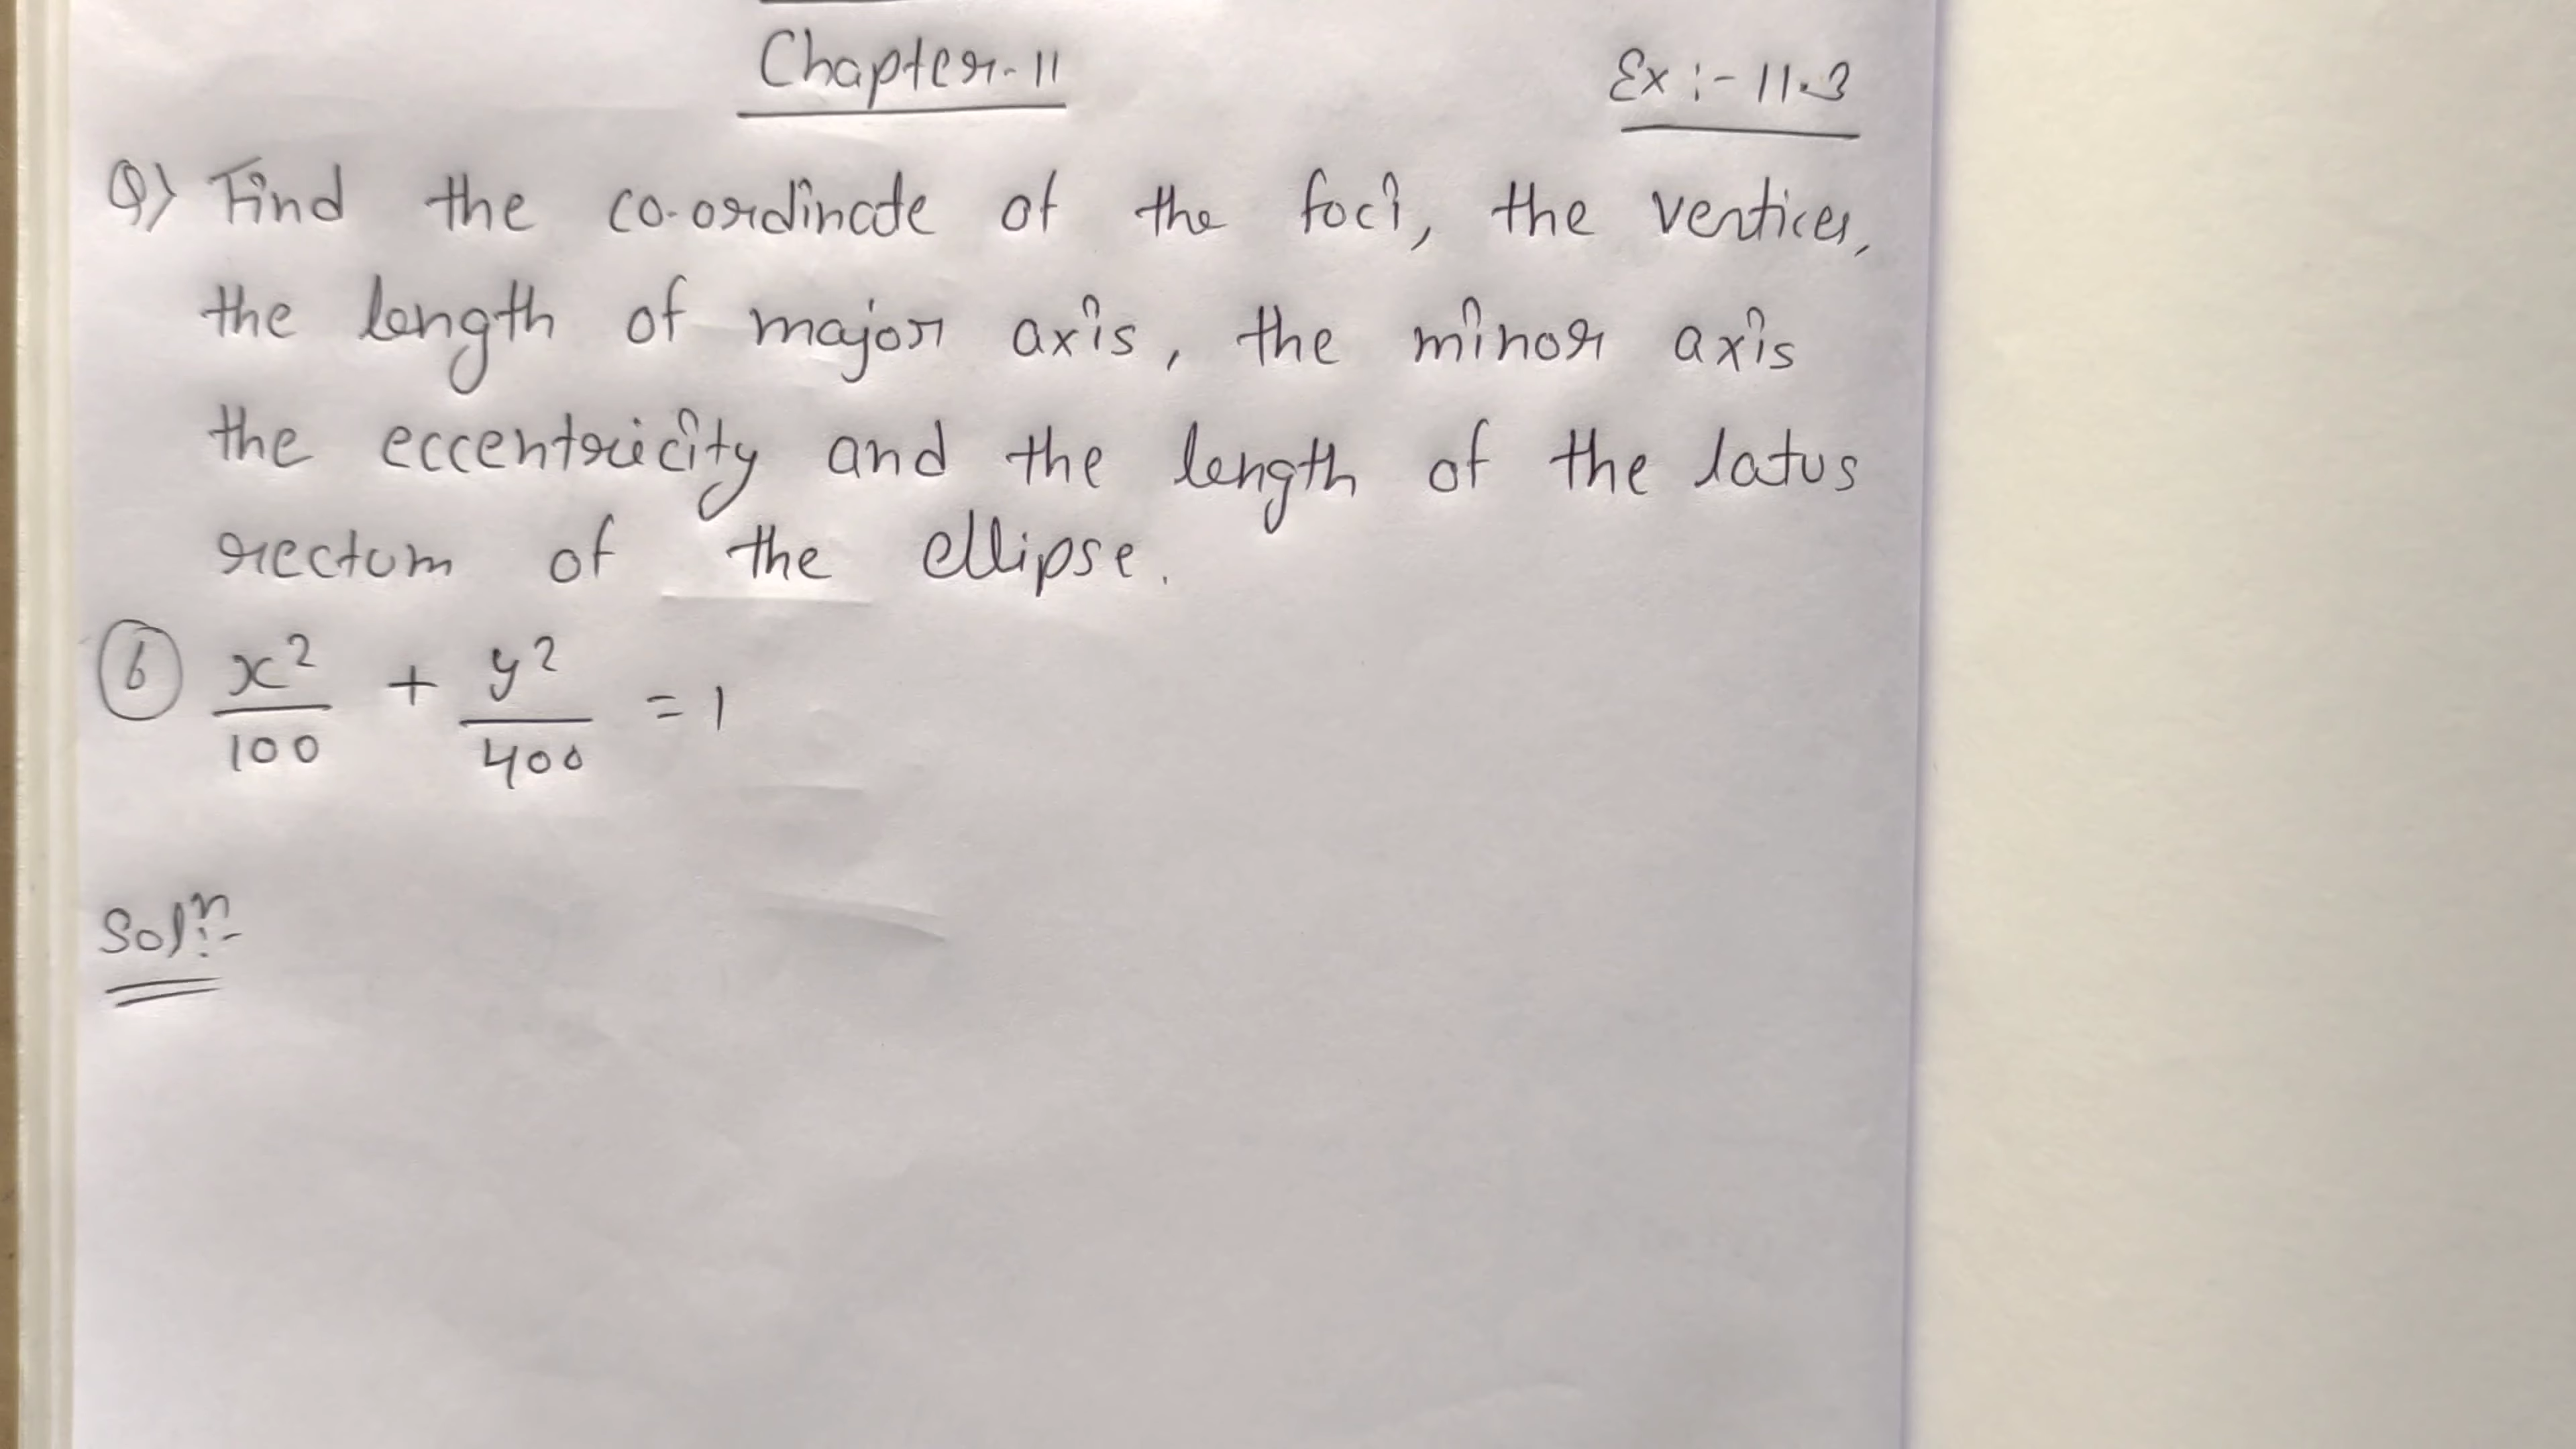 Chapter-11
Ex:- 11.3
Q) Find the co-ordinate of the foci, the vertices,
the length of major axis, the minor axis
the eccentricity and the length of the latus
rectum of the ellipse.
6 x²/100 + y²/400 = 1
Solⁿ:-